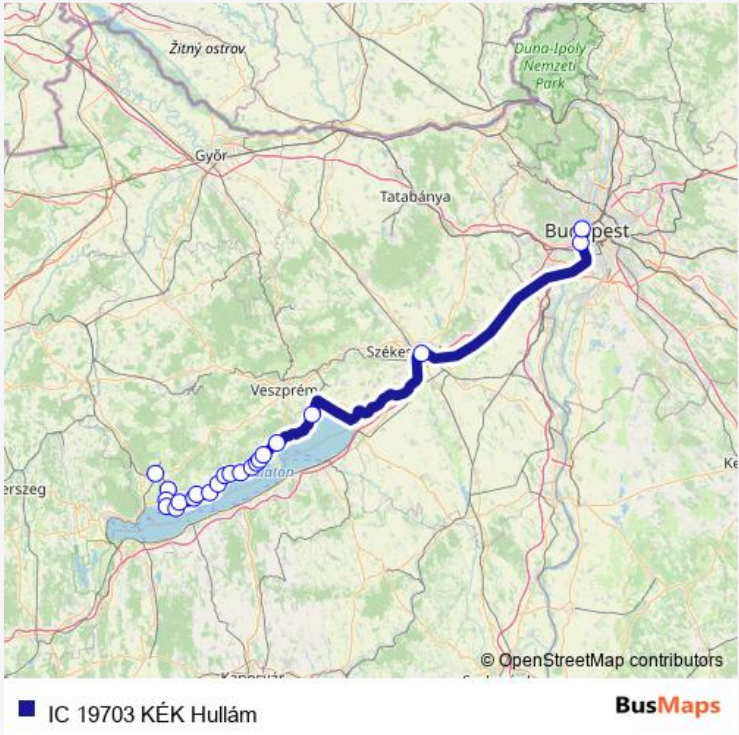 Žitný ostrov
Duna-Ipoly
Nemzeti
Park
Győr
Tatabánya
Székes
Veszprém
erszeg
Ke
© OpenStreetMap contributors
IC 19703 KÉK Hullám
BusMaps